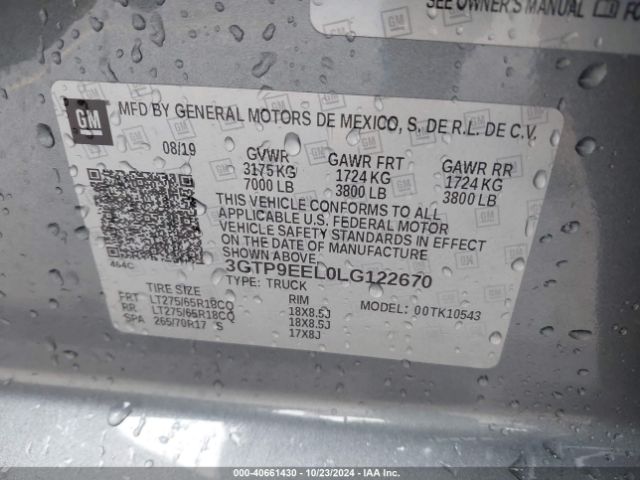 SEE OWNER'S MANUAL
GM
MFD BY GENERAL MOTORS DE MEXICO, S. DE R.L. DE C.V.
08/19
GVWR
3175 KG
7000 LB
GAWR FRT
1724 KG
3800 LB
GAWR RR
1724 KG
3800 LB
THIS VEHICLE CONFORMS TO ALL
APPLICABLE U.S. FEDERAL MOTOR
VEHICLE SAFETY STANDARDS IN EFFECT
ON THE DATE OF MANUFACTURE
SHOWN ABOVE.
464C
3GTP9EEL0LG122670
TYPE: TRUCK
TIRE SIZE
RIM
MODEL: 00TK10543
FRT LT275/65R18CQ 18X8.5J
RR LT275/65R18CQ 18X8.5J
SPA 265/70R17 S 17X8J
000-40661430 - 10/23/2024 - IAA Inc.